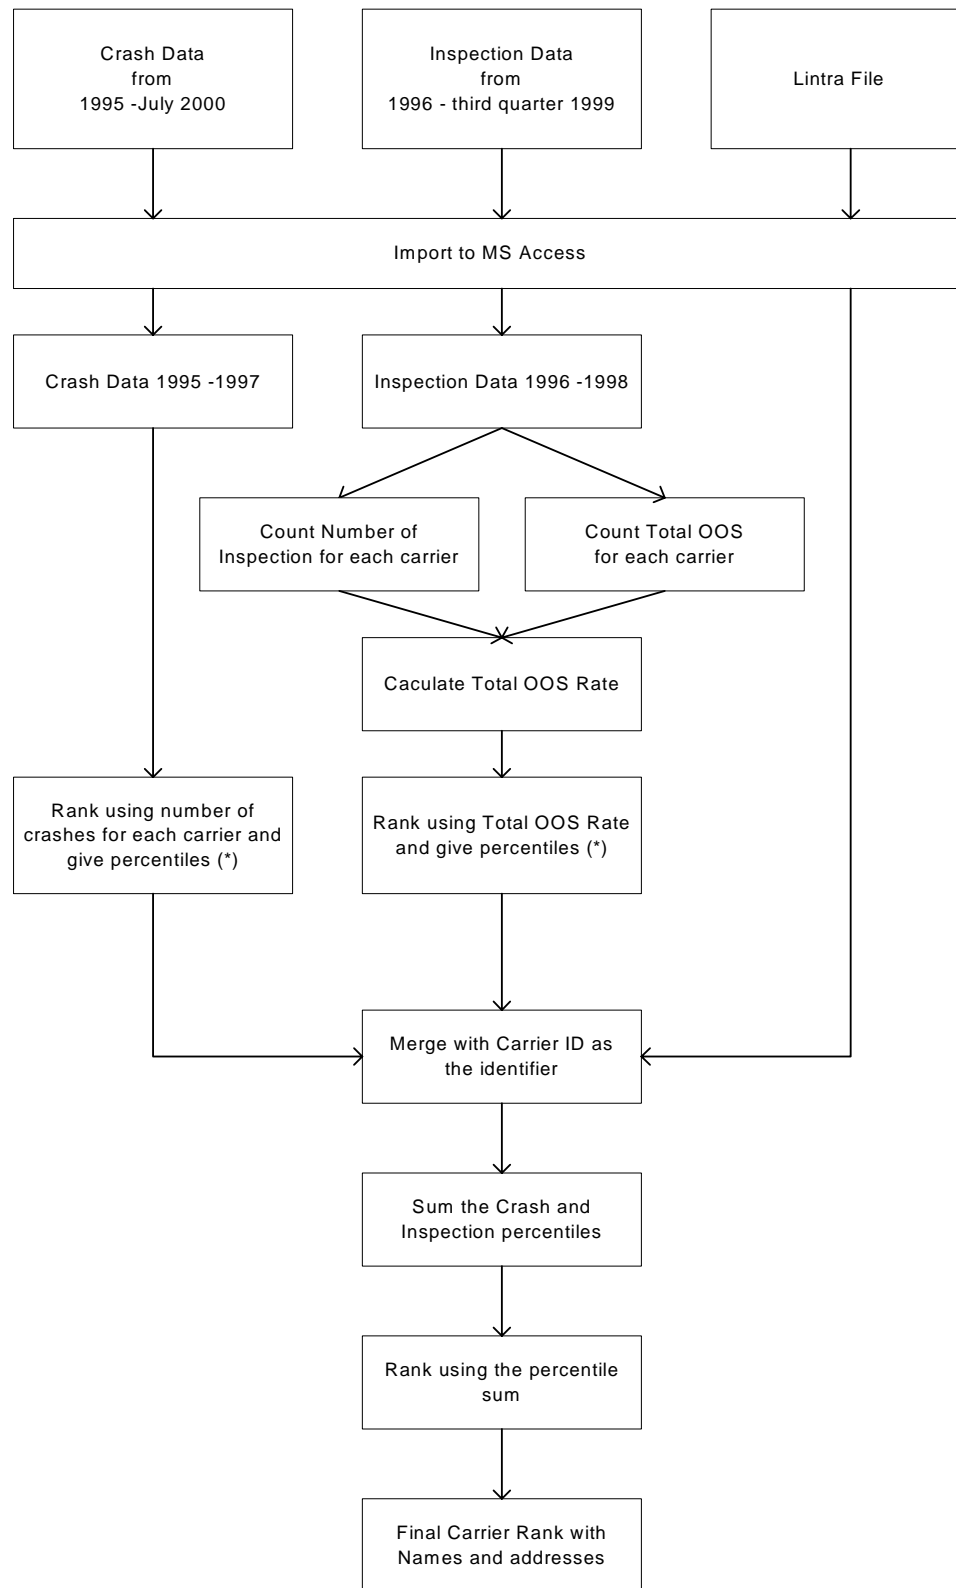 Crash Data
from
1995 -July 2000
Inspection Data
from
1996 - third quarter 1999
Lintra File
Import to MS Access
Crash Data 1995 -1997
Inspection Data 1996 -1998
Count Number of
Inspection for each carrier
Count Total OOS
for each carrier
Caculate Total OOS Rate
Rank using number of
crashes for each carrier and
give percentiles (*)
Rank using Total OOS Rate
and give percentiles (*)
Merge with Carrier ID as
the identifier
Sum the Crash and
Inspection percentiles
Rank using the percentile
sum
Final Carrier Rank with
Names and addresses